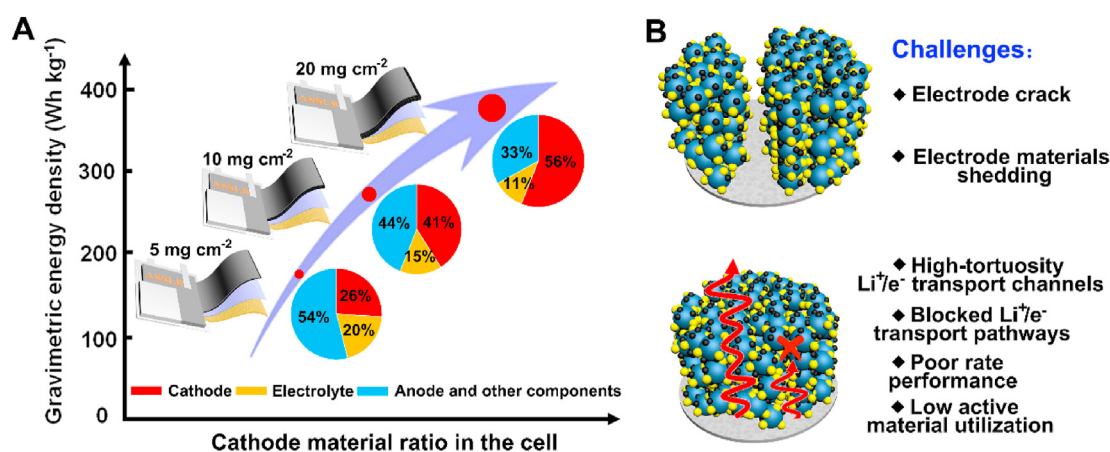 A
Gravimetric energy density (Wh kg⁻¹)
400
300
200
100
0
20 mg cm⁻²
10 mg cm⁻²
5 mg cm⁻²
33%
56%
11%
44%
41%
15%
54%
26%
20%
Cathode
Electrolyte
Anode and other components
Cathode material ratio in the cell
B
Challenges:
◆ Electrode crack
◆ Electrode materials
shedding
◆ High-tortuosity
Li⁺/e⁻ transport channels
◆ Blocked Li⁺/e⁻
transport pathways
◆ Poor rate
performance
◆ Low active
material utilization